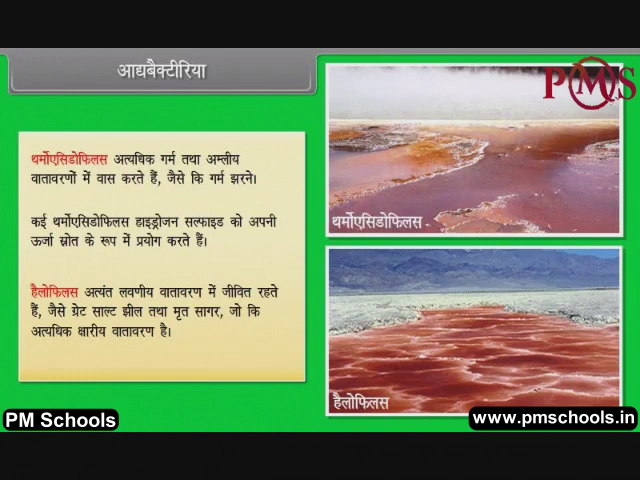 आद्यबैक्टीरिया
PMS
थर्मोएसिडोफिलस अत्यधिक गर्म तथा अम्लीय
वातावरणों में वास करते हैं, जैसे कि गर्म झरने।
कई थर्मोएसिडोफिलस हाइड्रोजन सल्फाइड को अपनी
ऊर्जा स्रोत के रूप में प्रयोग करते हैं।
हैलोफिलस अत्यंत लवणीय वातावरण में जीवित रहते
हैं, जैसे ग्रेट साल्ट झील तथा मृत सागर, जो कि
अत्यधिक क्षारीय वातावरण है।
थर्मोएसिडोफिलस
हैलोफिलस
PM Schools
www.pmschools.in